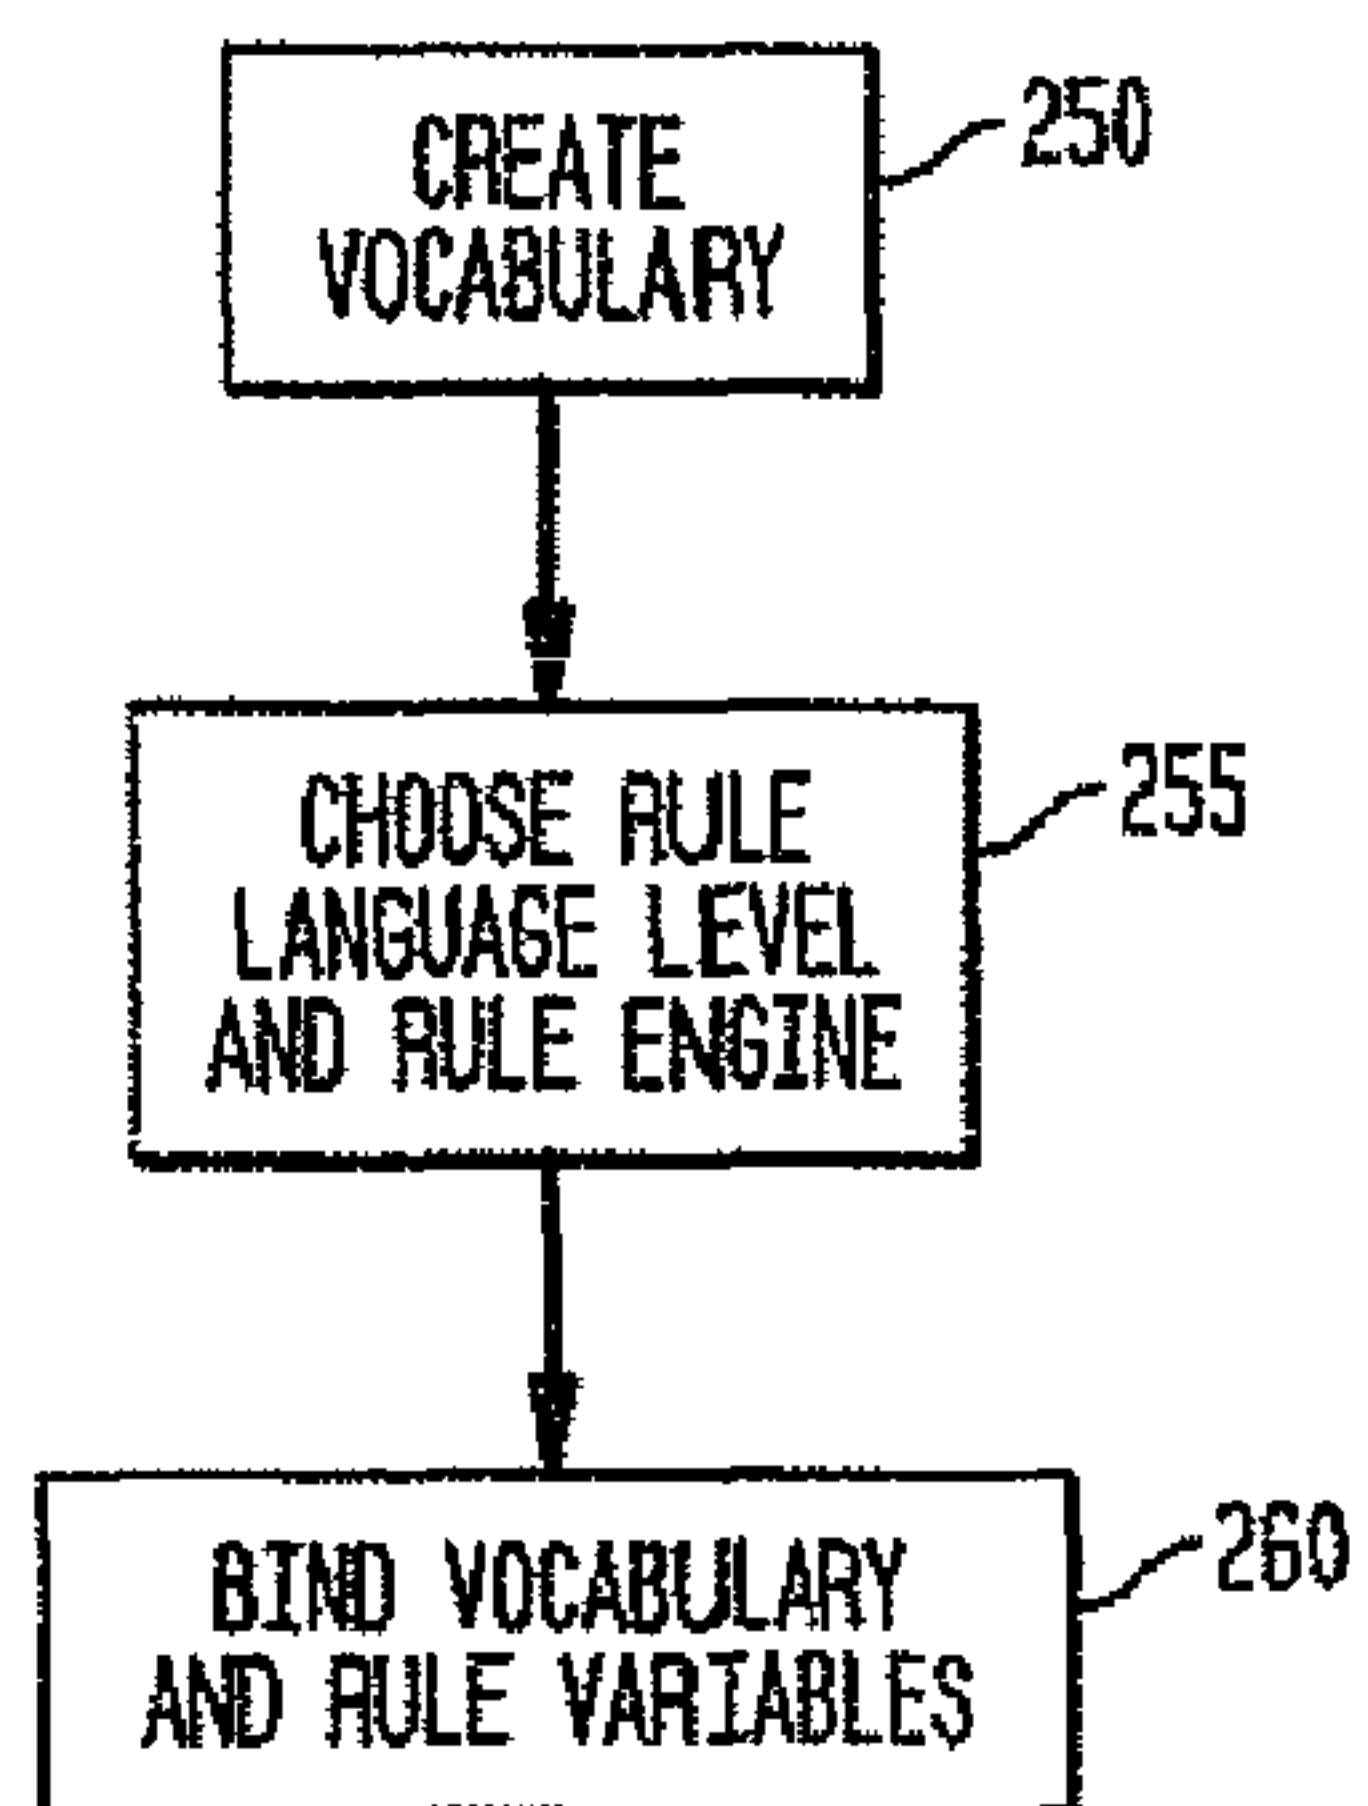 CREATE
VOCABULARY
250
CHOOSE RULE
LANGUAGE LEVEL
AND RULE ENGINE
255
BIND VOCABULARY
AND RULE VARIABLES
260